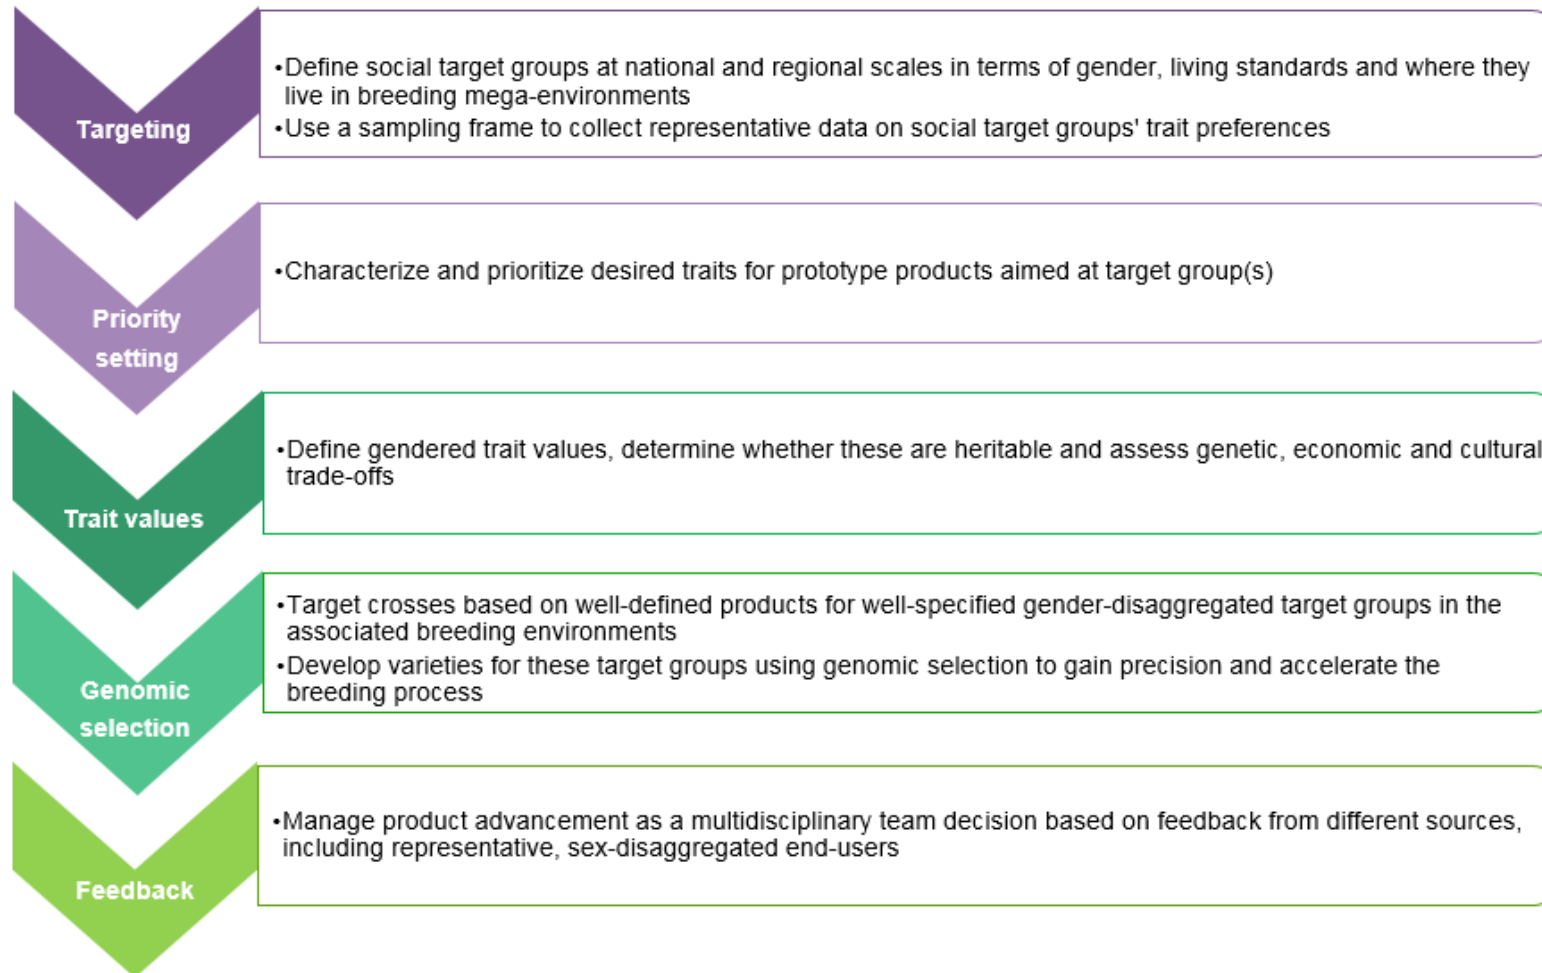 Targeting
•Define social target groups at national and regional scales in terms of gender, living standards and where they
live in breeding mega-environments
•Use a sampling frame to collect representative data on social target groups' trait preferences
Priority
setting
•Characterize and prioritize desired traits for prototype products aimed at target group(s)
Trait values
•Define gendered trait values, determine whether these are heritable and assess genetic, economic and cultural
trade-offs
Genomic
selection
•Target crosses based on well-defined products for well-specified gender-disaggregated target groups in the
associated breeding environments
•Develop varieties for these target groups using genomic selection to gain precision and accelerate the
breeding process
Feedback
•Manage product advancement as a multidisciplinary team decision based on feedback from different sources,
including representative, sex-disaggregated end-users